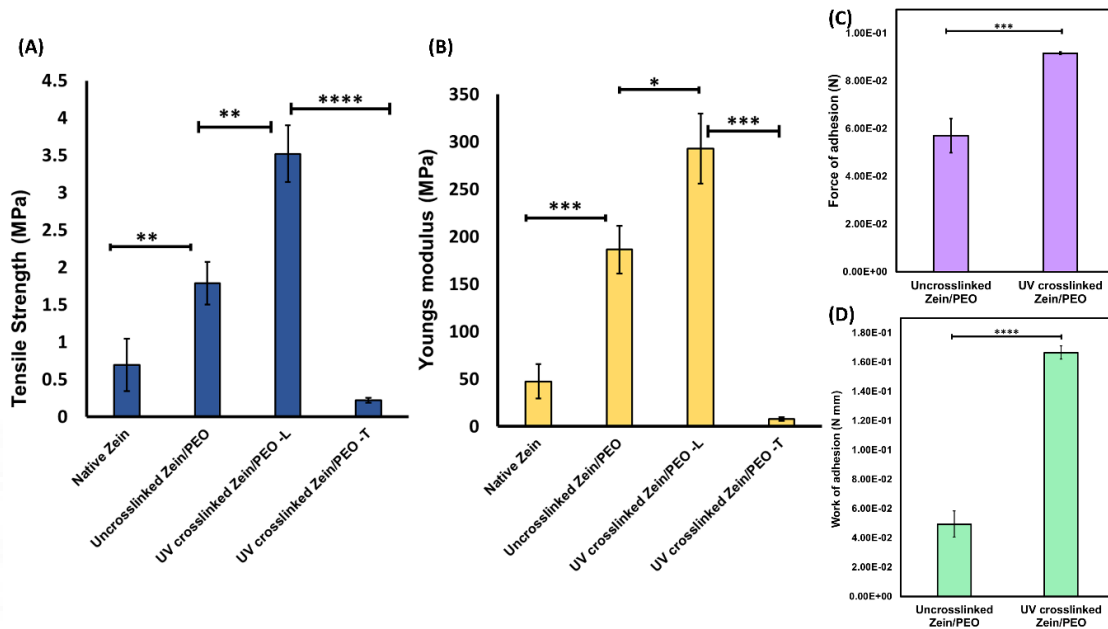 (A)
Tensile Strength (MPa)
4.5
4
3.5
3
2.5
2
1.5
1
0.5
0
**
**
****
Native Zein
Uncrosslinked Zein/PEO
UV crosslinked Zein/PEO -L
UV crosslinked Zein/PEO -T
(B)
Youngs modulus (MPa)
350
300
250
200
150
100
50
0
***
*
***
Native Zein
Uncrosslinked Zein/PEO
UV crosslinked Zein/PEO -L
UV crosslinked Zein/PEO -T
(C)
Force of adhesion (N)
1.00E-01
8.00E-02
6.00E-02
4.00E-02
2.00E-02
0.00E+00
***
Uncrosslinked
Zein/PEO
UV crosslinked
Zein/PEO
(D)
Work of adhesion (N mm)
1.80E-01
1.60E-01
1.40E-01
1.20E-01
1.00E-01
8.00E-02
6.00E-02
4.00E-02
2.00E-02
0.00E+00
****
Uncrosslinked
Zein/PEO
UV crosslinked
Zein/PEO